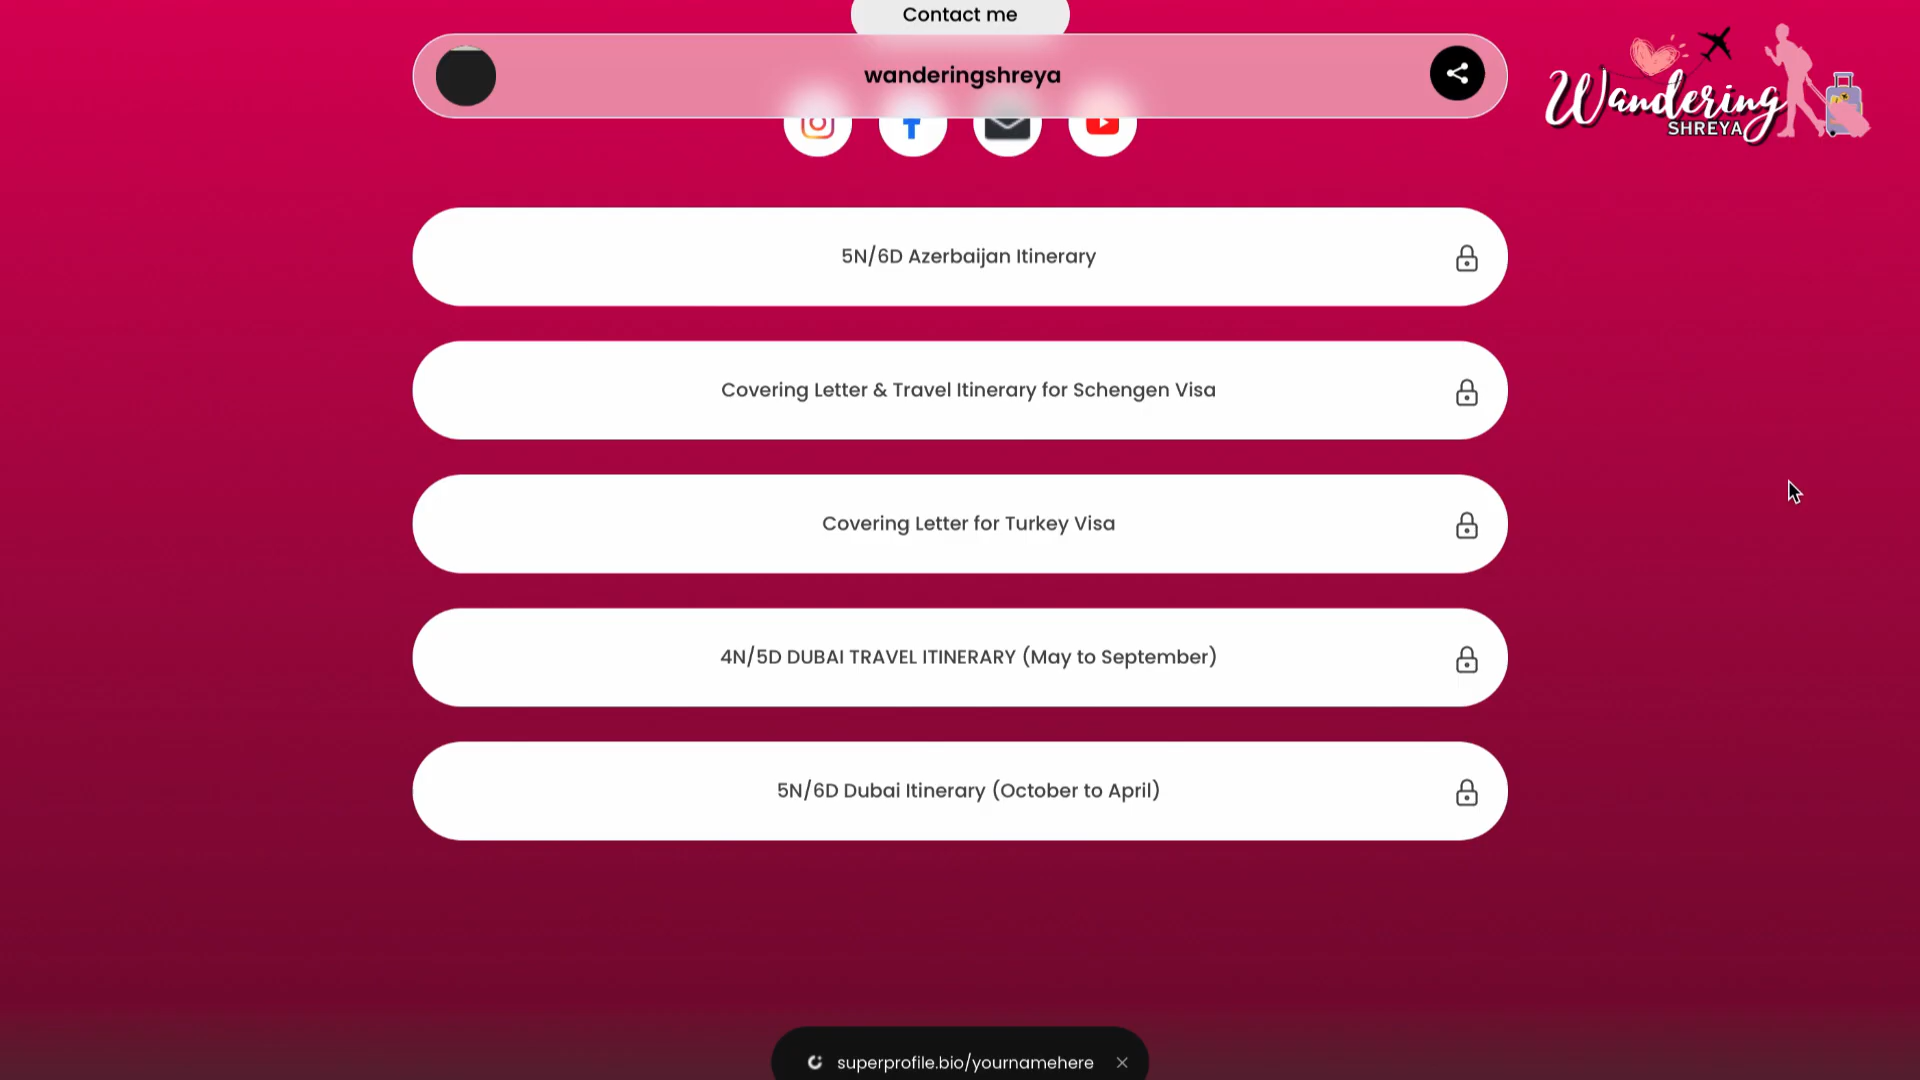 Contact me
wanderingshreya
Wandering
SHREYA
5N/6D Azerbaijan Itinerary
Covering Letter & Travel Itinerary for Schengen Visa
Covering Letter for Turkey Visa
4N/5D DUBAI TRAVEL ITINERARY (May to September)
5N/6D Dubai Itinerary (October to April)
superprofile.bio/yournamehere